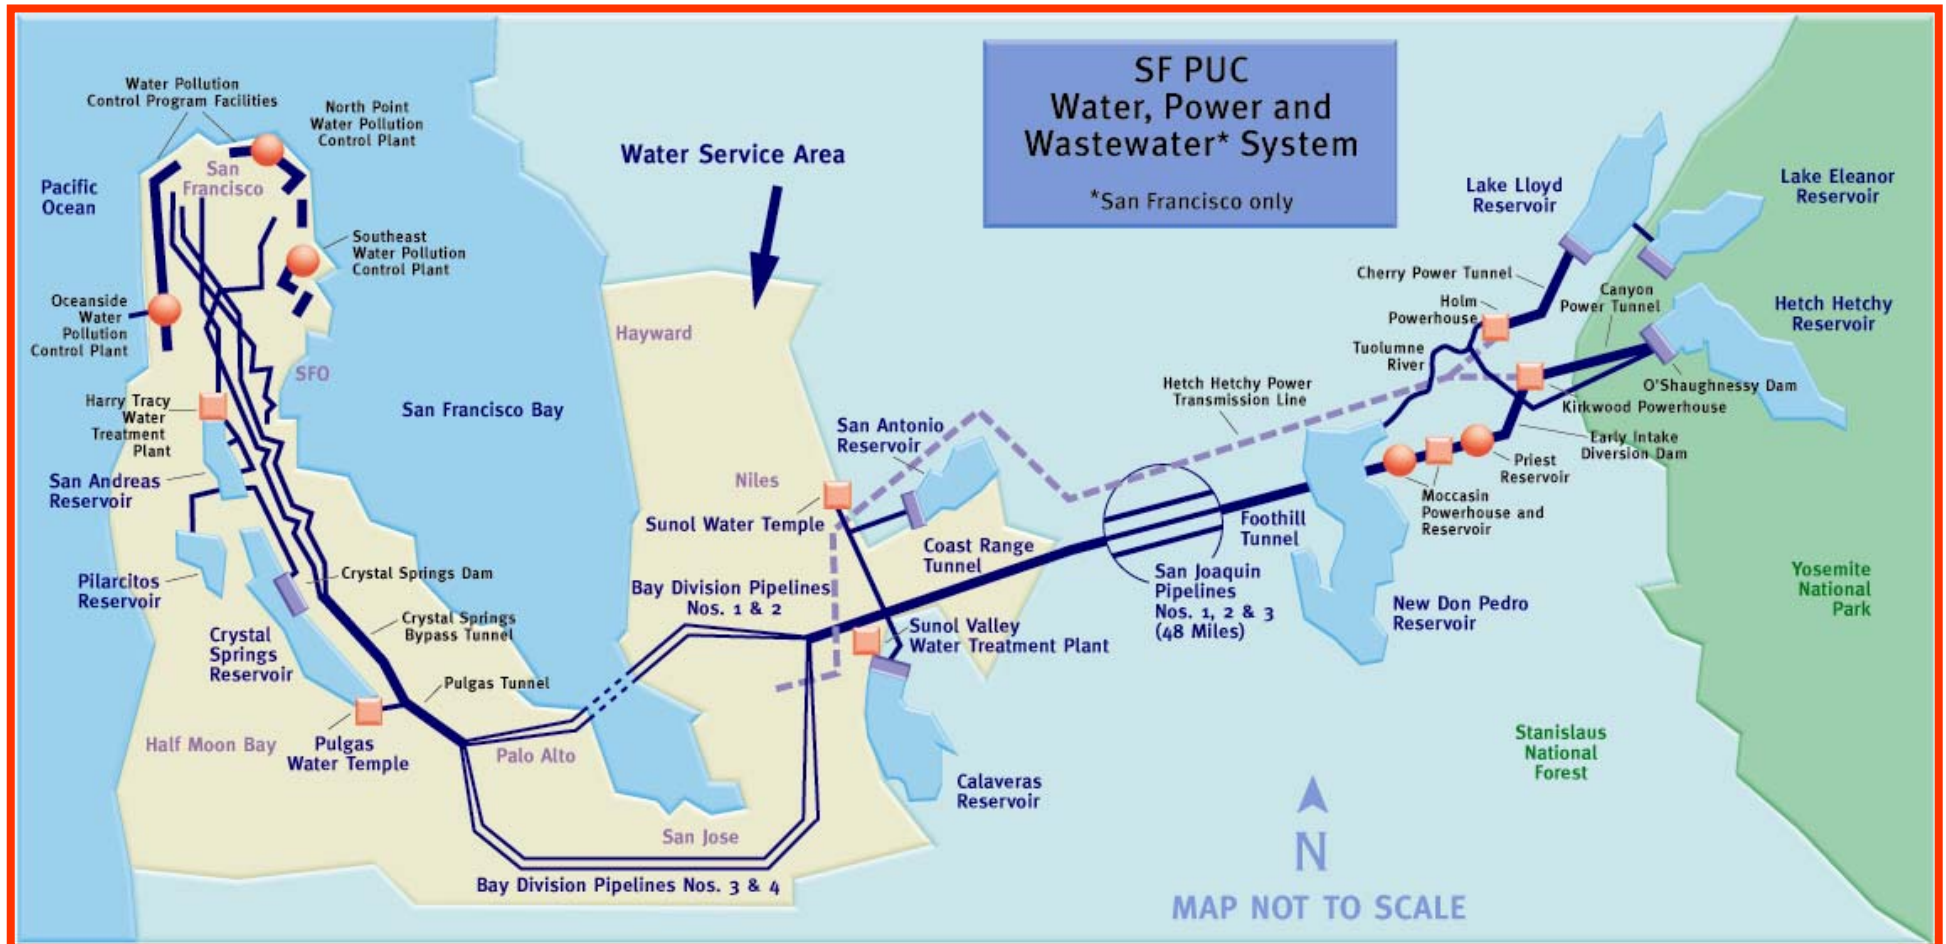 SF PUC
Water, Power and
Wastewater* System
*San Francisco only
Water Pollution
Control Program Facilities
North Point
Water Pollution
Control Plant
San
Francisco
Pacific
Ocean
Southeast
Water Pollution
Control Plant
Oceanside
Water
Pollution
Control Plant
SFO
Harry Tracy
Water
Treatment
Plant
San Francisco Bay
San Andreas
Reservoir
Pilarcitos
Reservoir
Crystal Springs Dam
Crystal Springs
Bypass Tunnel
Crystal
Springs
Reservoir
Pulgas Tunnel
Half Moon Bay
Pulgas
Water Temple
Palo Alto
San Jose
Bay Division Pipelines Nos. 3 & 4
Water Service Area
Hayward
Niles
Sunol Water Temple
San Antonio
Reservoir
Coast Range
Tunnel
Bay Division Pipelines
Nos. 1 & 2
Sunol Valley
Water Treatment Plant
Calaveras
Reservoir
Hetch Hetchy Power
Transmission Line
San Joaquin
Pipelines
Nos. 1, 2 & 3
(48 Miles)
Foothill
Tunnel
New Don Pedro
Reservoir
Lake Lloyd
Reservoir
Lake Eleanor
Reservoir
Cherry Power Tunnel
Holm
Powerhouse
Canyon
Power Tunnel
Hetch Hetchy
Reservoir
Tuolumne
River
O'Shaughnessy Dam
Kirkwood Powerhouse
Early Intake
Diversion Dam
Priest
Reservoir
Moccasin
Powerhouse and
Reservoir
Yosemite
National
Park
Stanislaus
National
Forest
N
MAP NOT TO SCALE